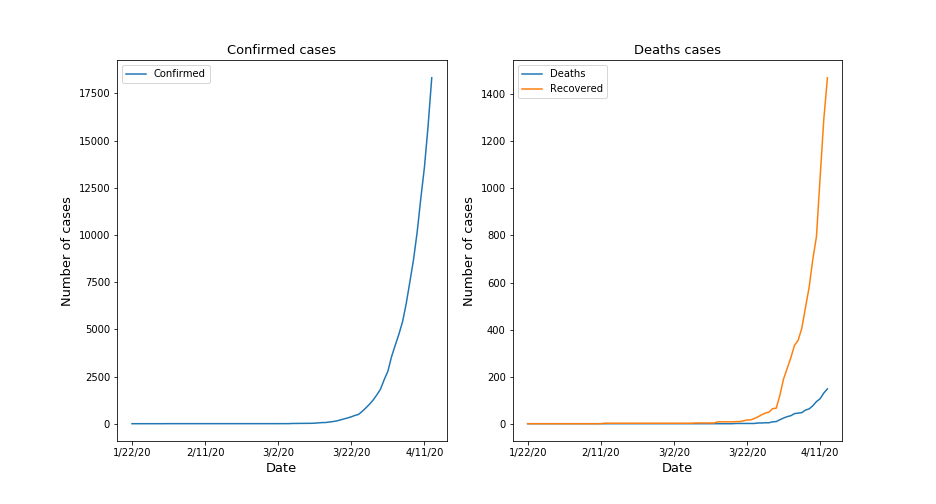 Confirmed cases
Confirmed
17500
15000
12500
10000
7500
5000
2500
0
Number of cases
1/22/20 2/11/20 3/2/20 3/22/20 4/11/20
Date
Deaths cases
Deaths
Recovered
1400
1200
1000
800
600
400
200
0
Number of cases
1/22/20 2/11/20 3/2/20 3/22/20 4/11/20
Date